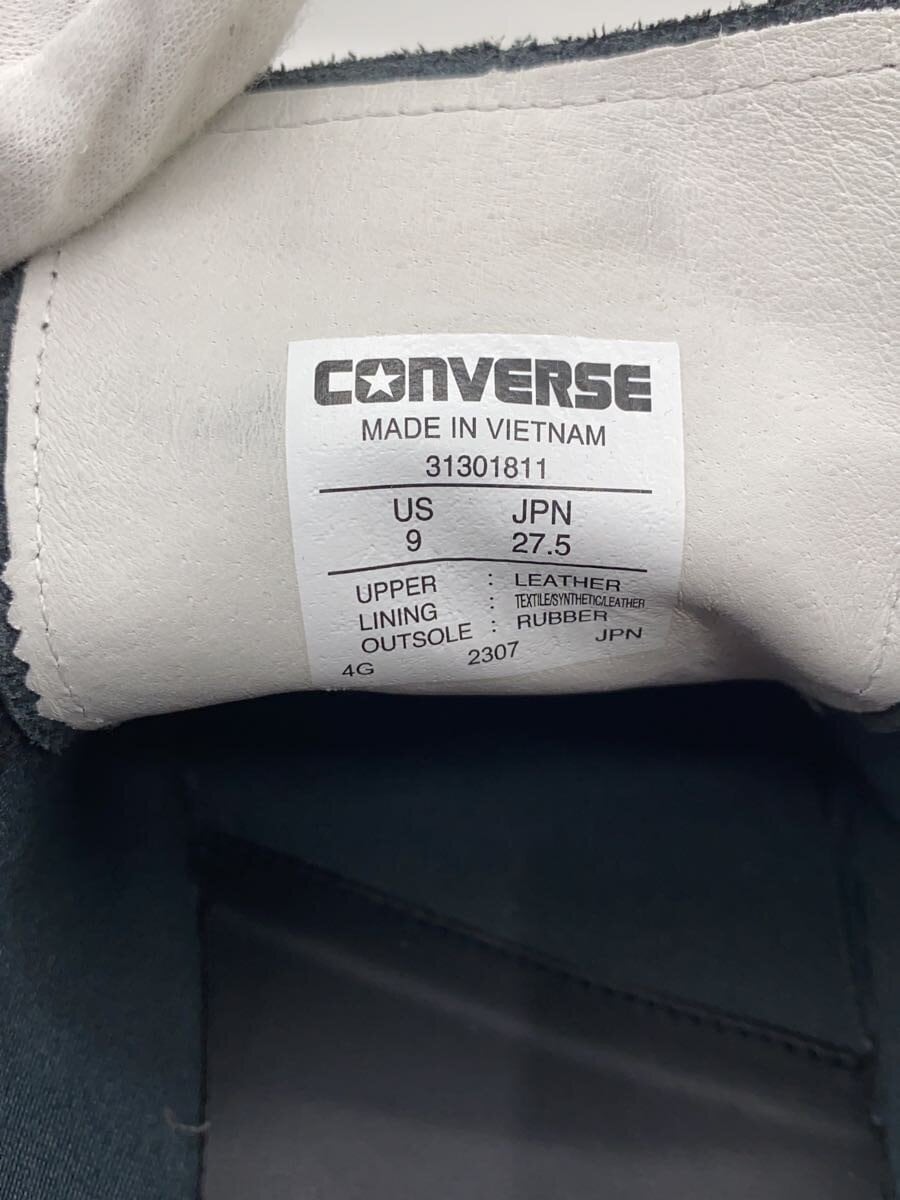 CONVERSE
MADE IN VIETNAM
31301811
US JPN
9 27.5
UPPER : LEATHER
LINING : TEXTILE/SYNTHETIC/LEATHER
OUTSOLE : RUBBER
4G 2307 JPN